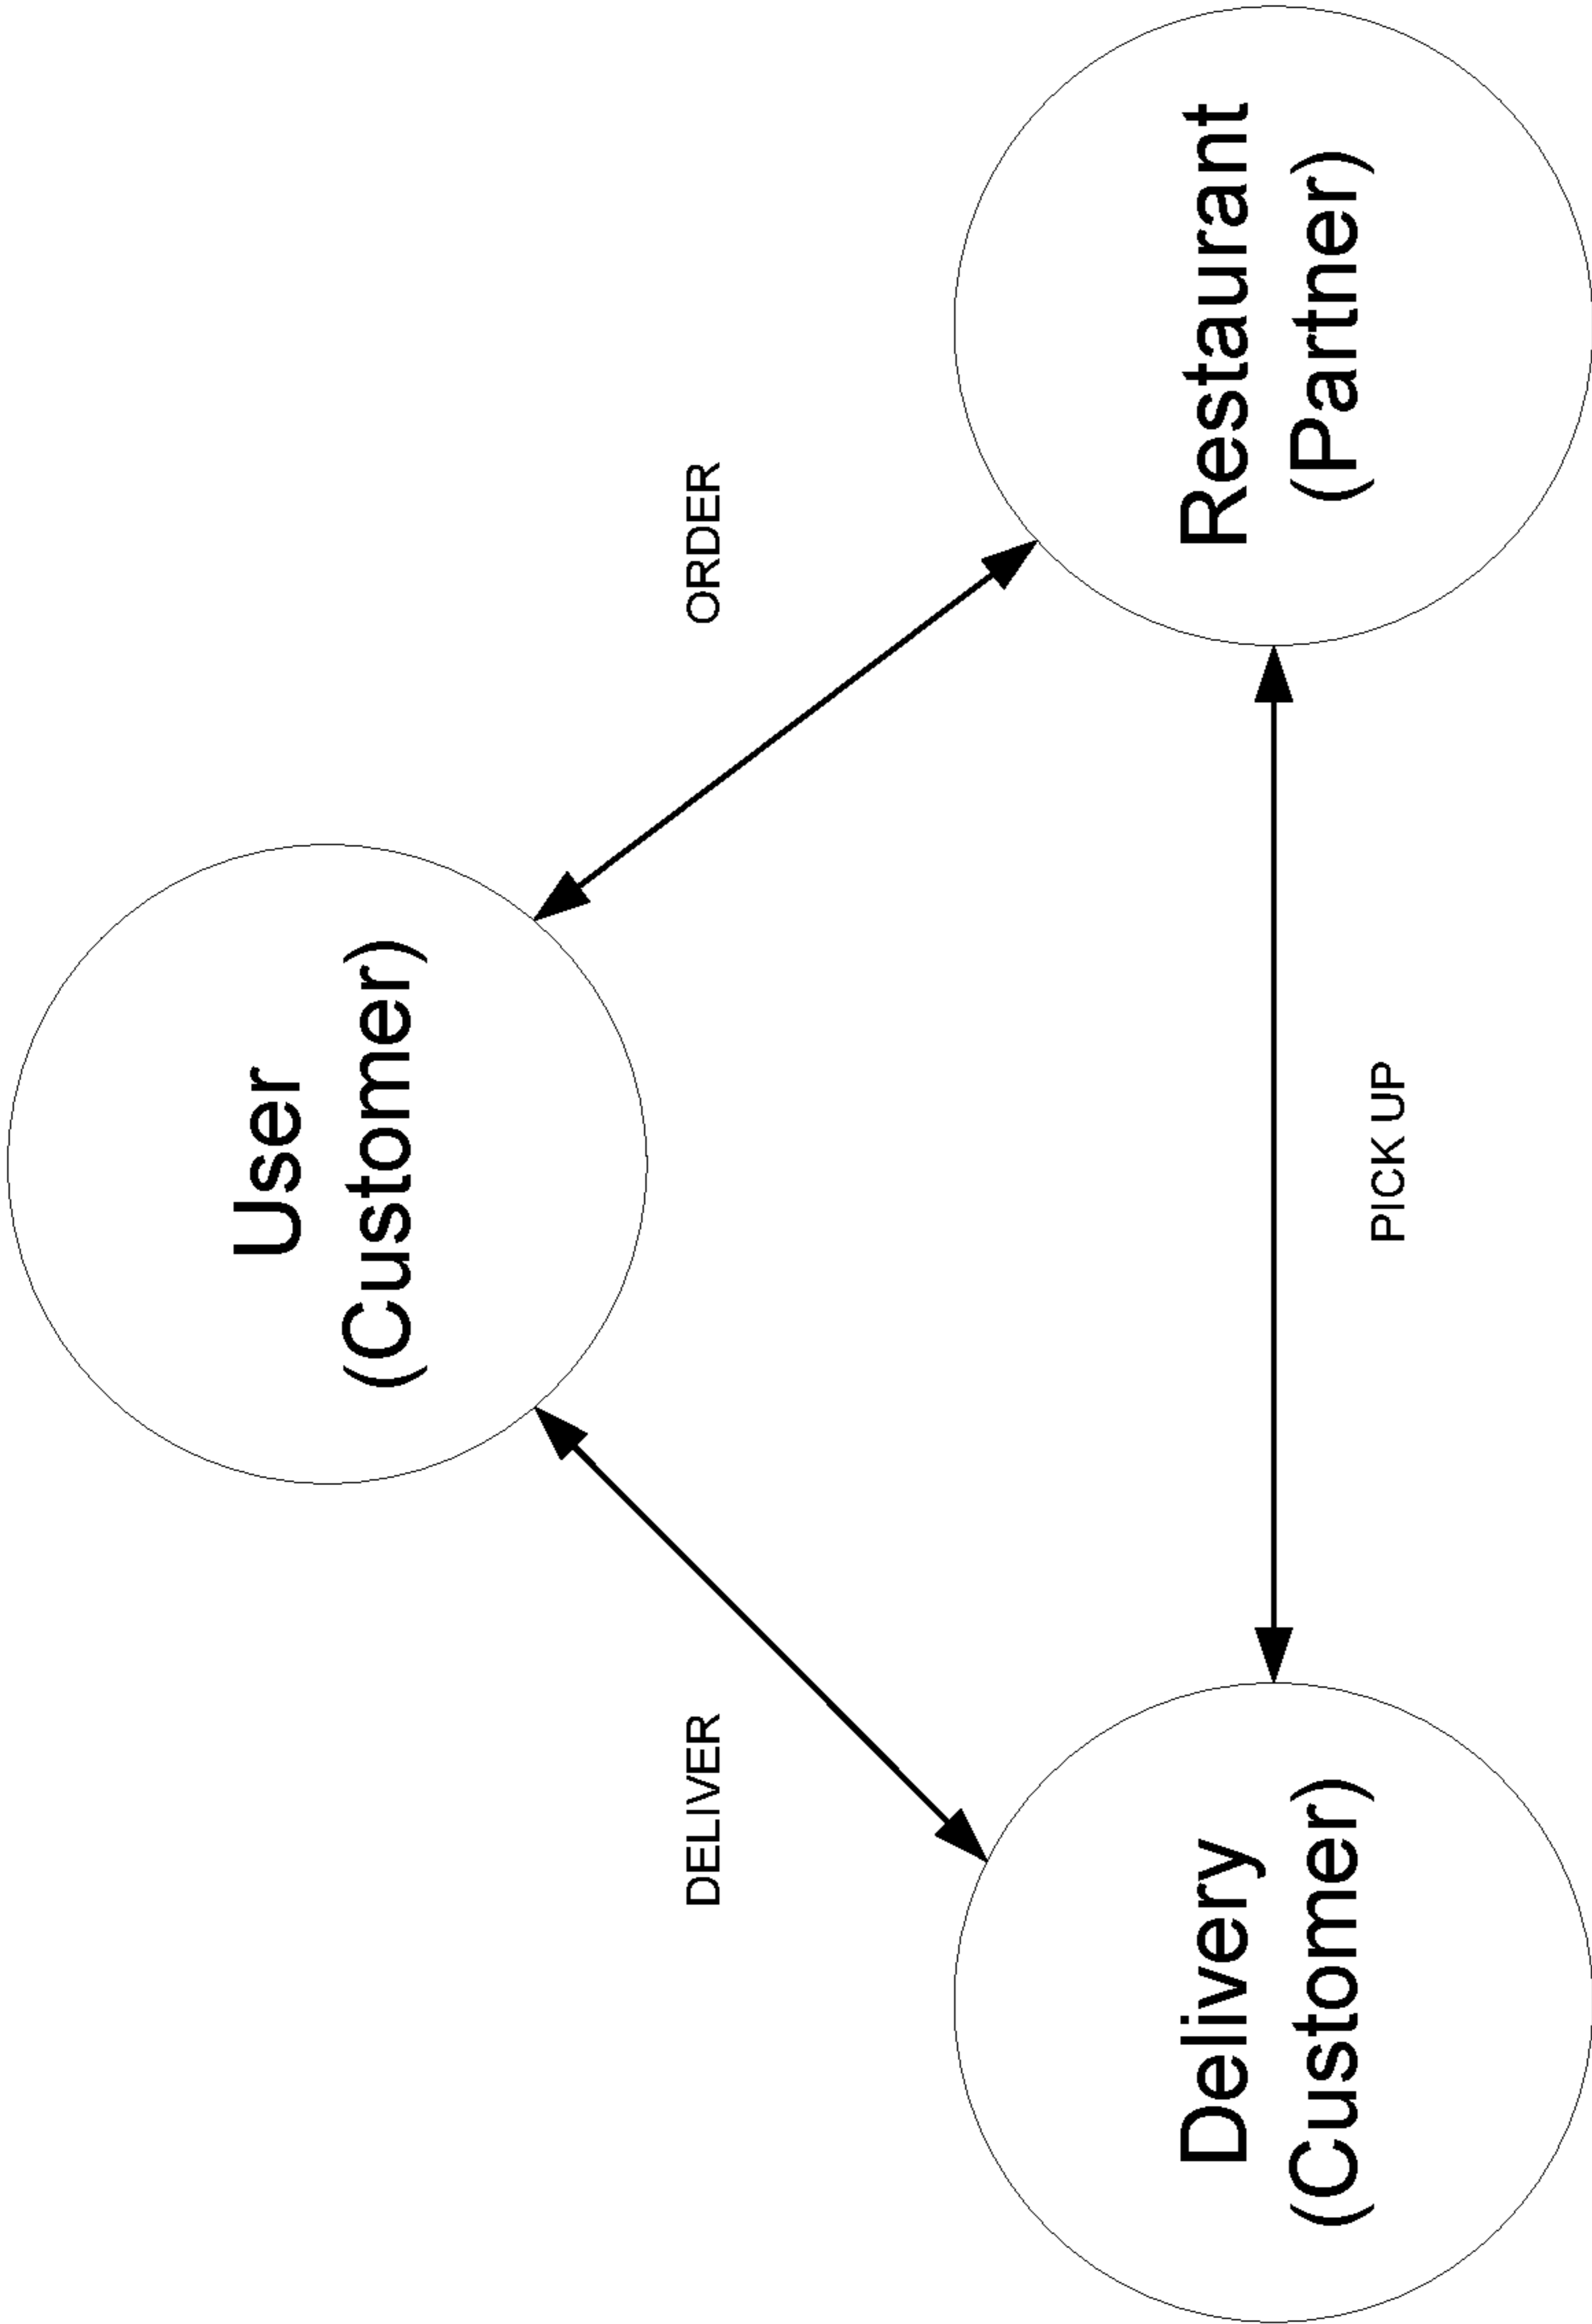 User
(Customer)
DELIVER
ORDER
Delivery
(Customer)
Restaurant
(Partner)
PICK UP